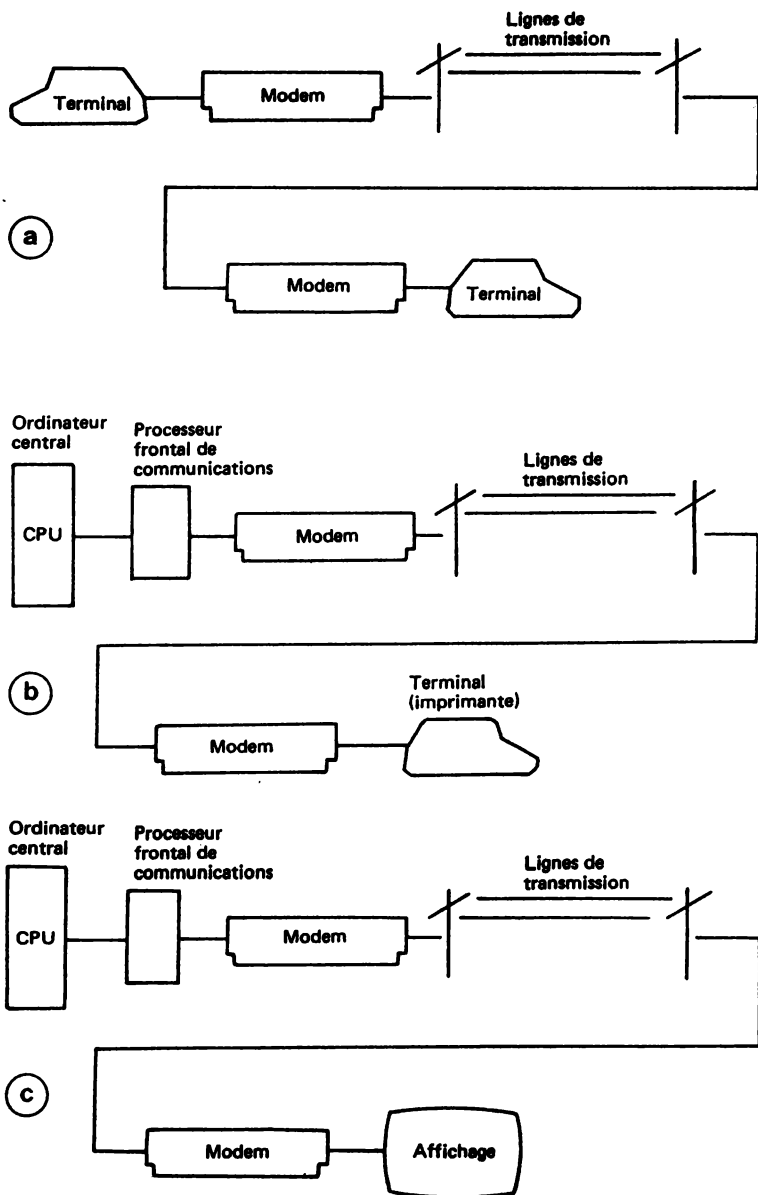 Lignes de
transmission
Terminal
Modem
a
Modem
Terminal
Ordinateur
central
Processeur
frontal de
communications
Lignes de
transmission
CPU
Modem
b
Terminal
(imprimante)
Modem
Ordinateur
central
Processeur
frontal de
communications
Lignes de
transmission
CPU
Modem
c
Modem
Affichage